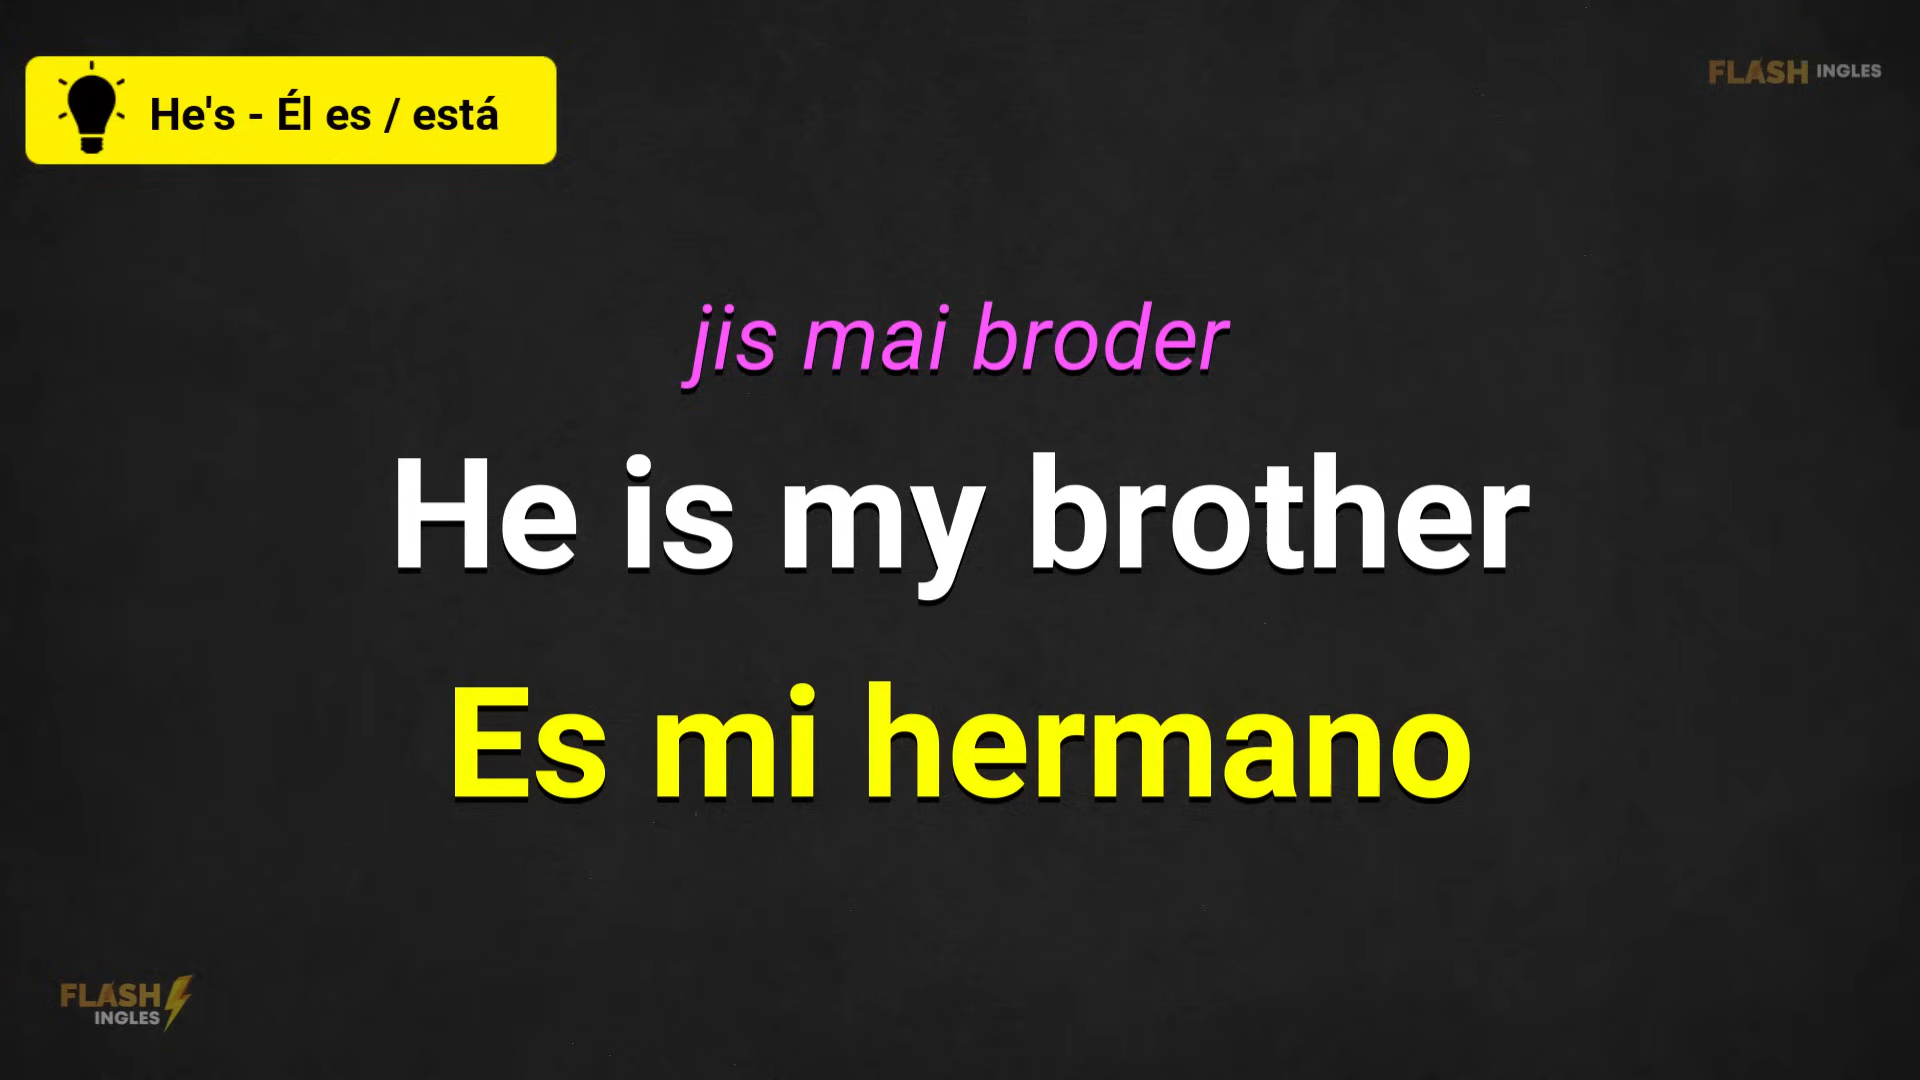 He's - Él es / está
FLASH INGLES
jis mai broder
He is my brother
Es mi hermano
FLASH
INGLES